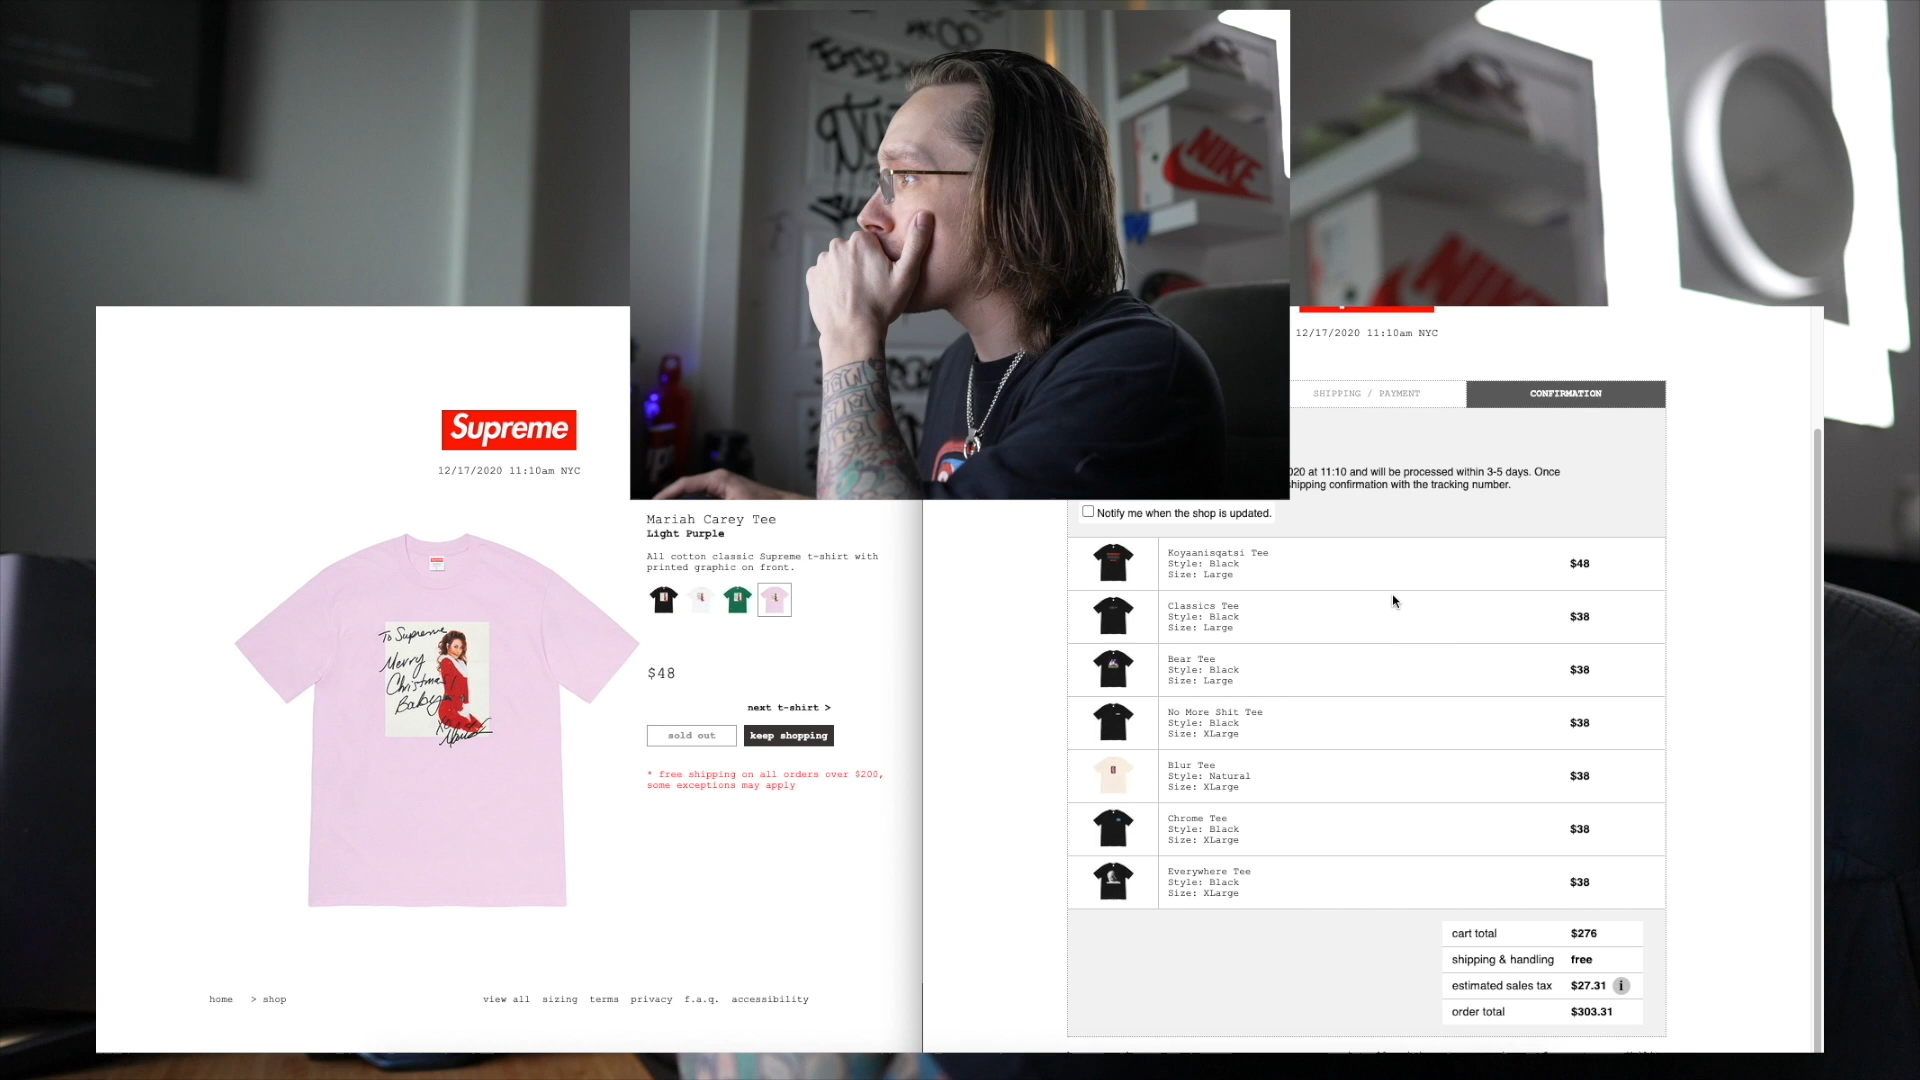 NIKE
Supreme
12/17/2020 11:10am NYC
To Supreme
Merry
Christmas
Baby
Mariah Carey Tee
Light Purple
All cotton classic Supreme t-shirt with
printed graphic on front.
$48
next t-shirt >
sold out
keep shopping
* free shipping on all orders over $200,
some exceptions may apply
home > shop
view all sizing terms privacy f.a.q. accessibility
12/17/2020 11:10am NYC
SHIPPING / PAYMENT
CONFIRMATION
020 at 11:10 and will be processed within 3-5 days. Once
shipping confirmation with the tracking number.
Notify me when the shop is updated.
Koyaanisqatsi Tee
Style: Black
Size: Large
$48
Classics Tee
Style: Black
Size: Large
$38
Bear Tee
Style: Black
Size: Large
$38
No More Shit Tee
Style: Black
Size: XLarge
$38
Blur Tee
Style: Natural
Size: XLarge
$38
Chrome Tee
Style: Black
Size: XLarge
$38
Everywhere Tee
Style: Black
Size: XLarge
$38
cart total $276
shipping & handling free
estimated sales tax $27.31 i
order total $303.31